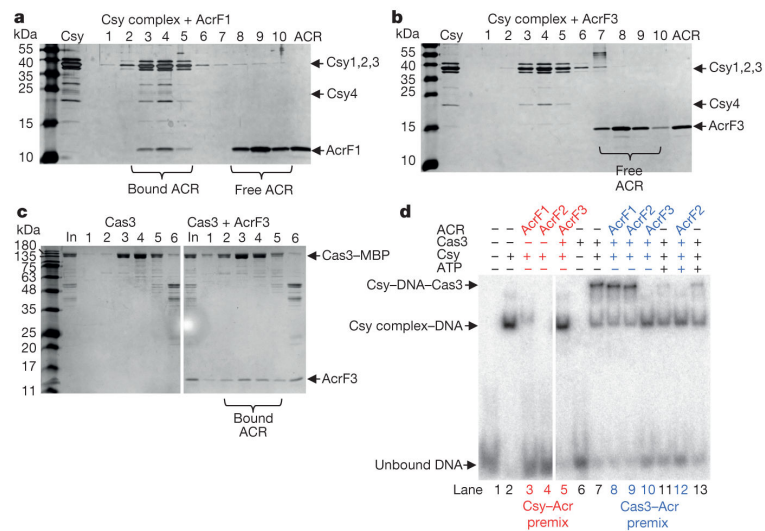 a
Csy complex + AcrF1
kDa Csy 1 2 3 4 5 6 7 8 9 10 ACR
55
40
35
25
15
10
Csy1,2,3
Csy4
AcrF1
Bound ACR Free ACR
b
Csy complex + AcrF3
kDa Csy 1 2 3 4 5 6 7 8 9 10 ACR
55
40
35
25
15
10
Csy1,2,3
Csy4
AcrF3
Free
ACR
c
Cas3 Cas3 + AcrF3
kDa In 1 2 3 4 5 6 In 1 2 3 4 5 6
180
135
75
63
48
35
25
20
17
11
Cas3–MBP
AcrF3
Bound
ACR
d
AcrF1 AcrF2 AcrF3 AcrF1 AcrF2 AcrF3 AcrF2
ACR – – + + + – – + + + – + –
Cas3 – – – – – + + + + + + + +
Csy – + + + + – + + + + + + +
ATP – – – – – – – – – – + + +
Csy–DNA–Cas3
Csy complex–DNA
Unbound DNA
Lane 1 2 3 4 5 6 7 8 9 10 11 12 13
Csy–Acr Cas3–Acr
premix premix